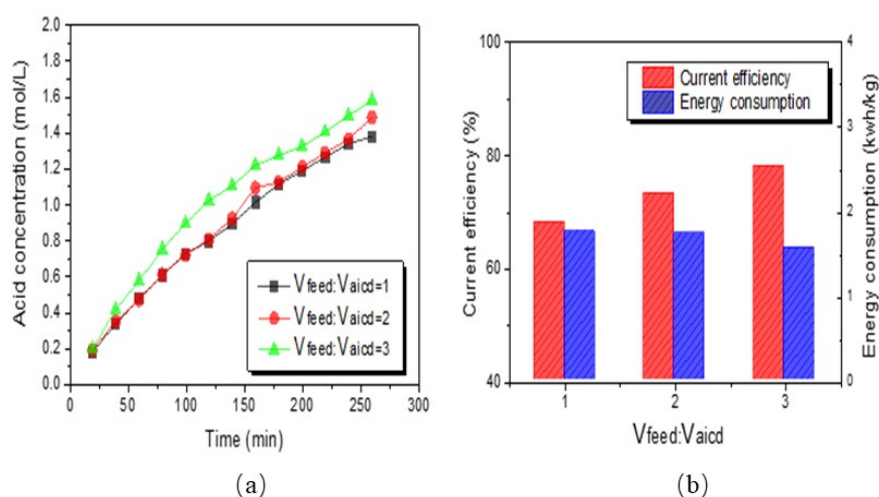 2.0
1.8
1.6
1.4
1.2
1.0
0.8
0.6
0.4
0.2
0.0
Acid concentration (mol/L)
Vfeed:Vaicd=1
Vfeed:Vaicd=2
Vfeed:Vaicd=3
0 50 100 150 200 250 300
Time (min)
(a)
100
80
60
40
Current efficiency (%)
Current efficiency
Energy consumption
4
3
2
1
0
Energy consumption (kwh/kg)
1 2 3
Vfeed:Vaicd
(b)